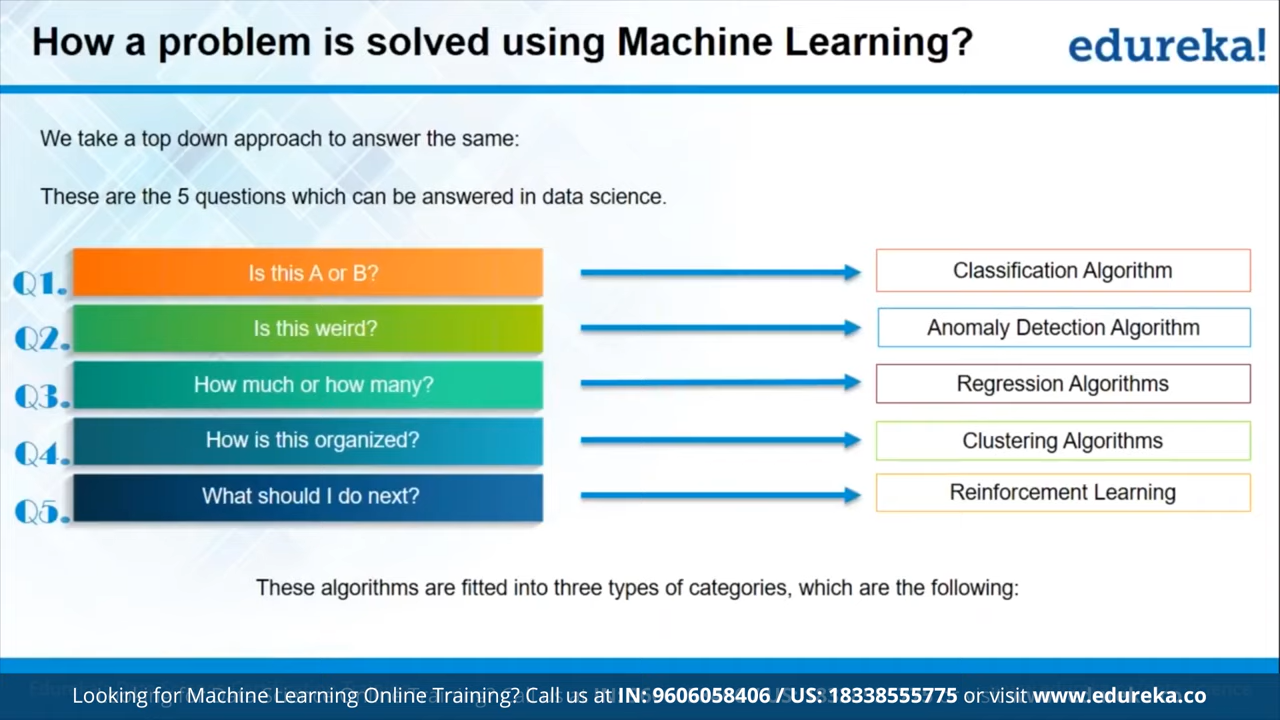 How a problem is solved using Machine Learning?
edureka!
We take a top down approach to answer the same:
These are the 5 questions which can be answered in data science.
Q1. Is this A or B? Classification Algorithm
Q2. Is this weird? Anomaly Detection Algorithm
Q3. How much or how many? Regression Algorithms
Q4. How is this organized? Clustering Algorithms
Q5. What should I do next? Reinforcement Learning
These algorithms are fitted into three types of categories, which are the following:
Looking for Machine Learning Online Training? Call us at IN: 9606058406 / US: 18338555775 or visit www.edureka.co